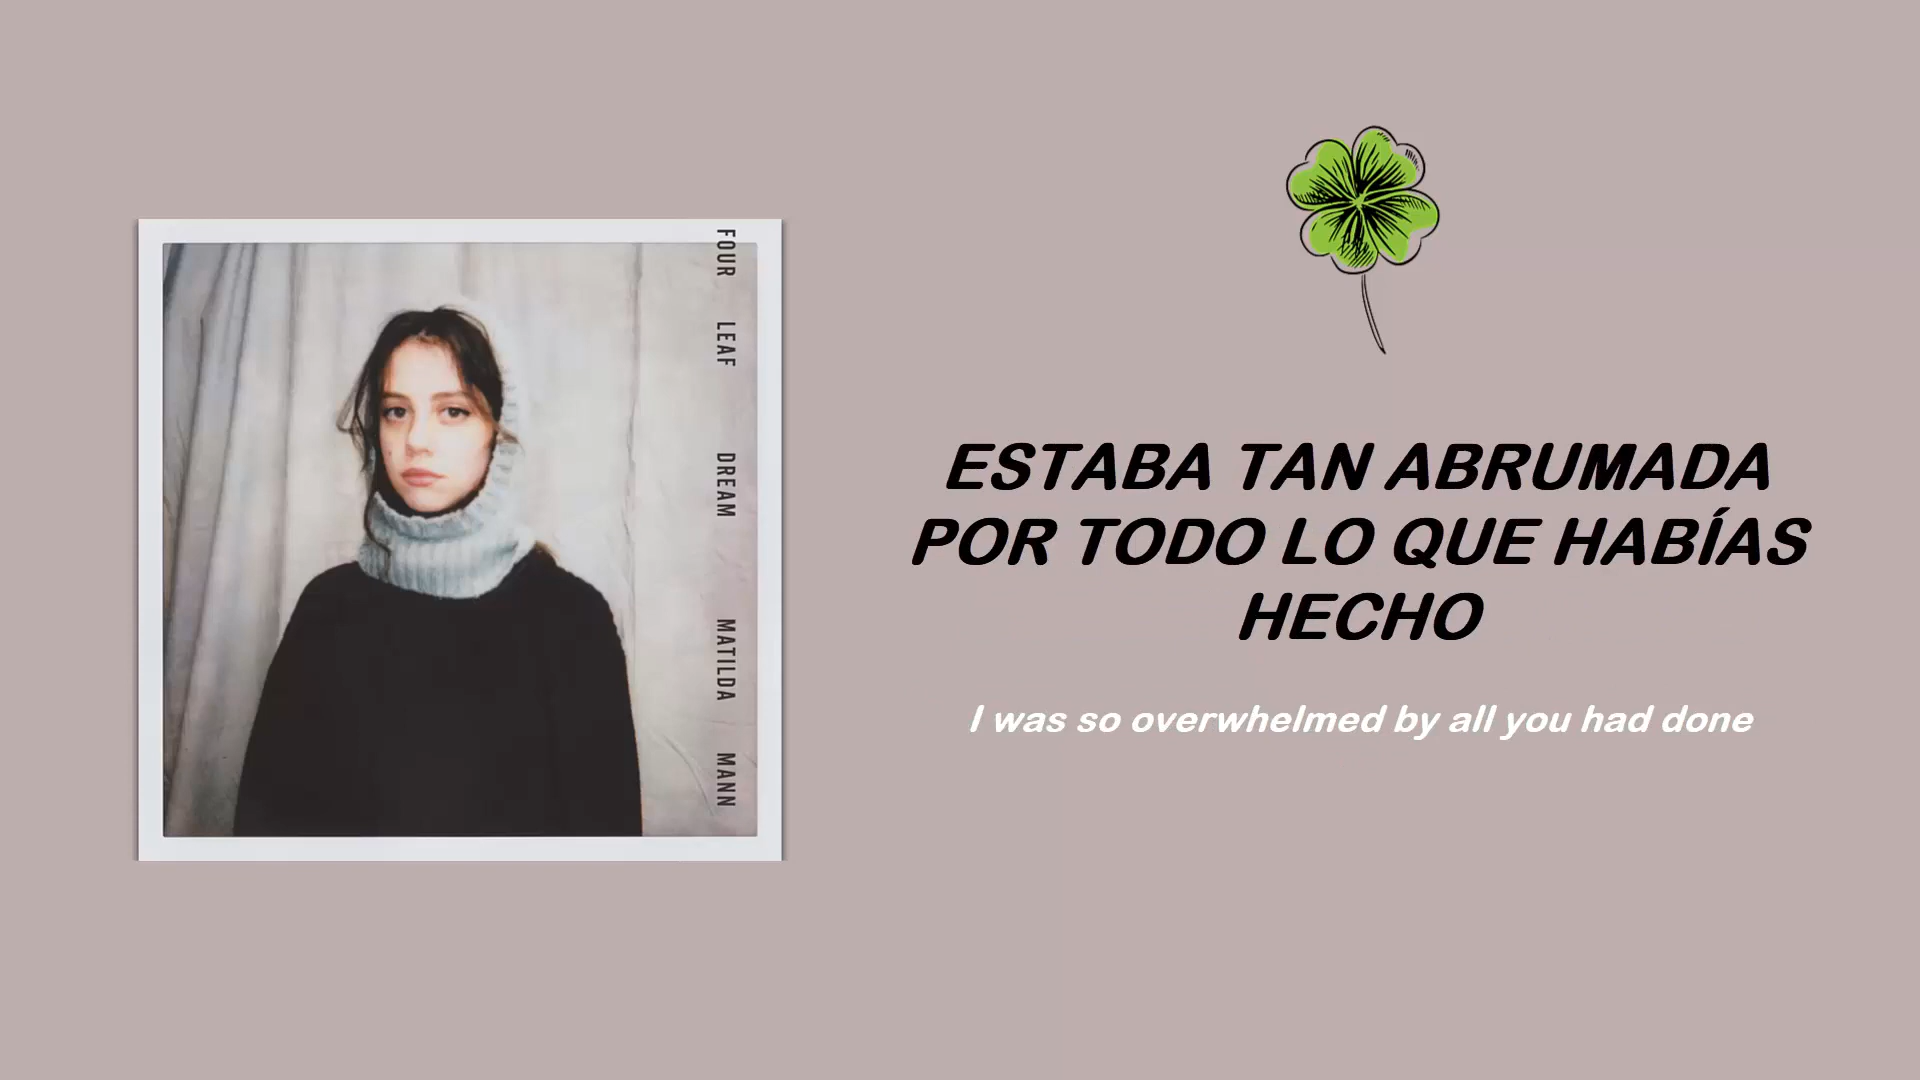 FOUR LEAF DREAM MATILDA MANN
ESTABA TAN ABRUMADA
POR TODO LO QUE HABÍAS
HECHO
I was so overwhelmed by all you had done